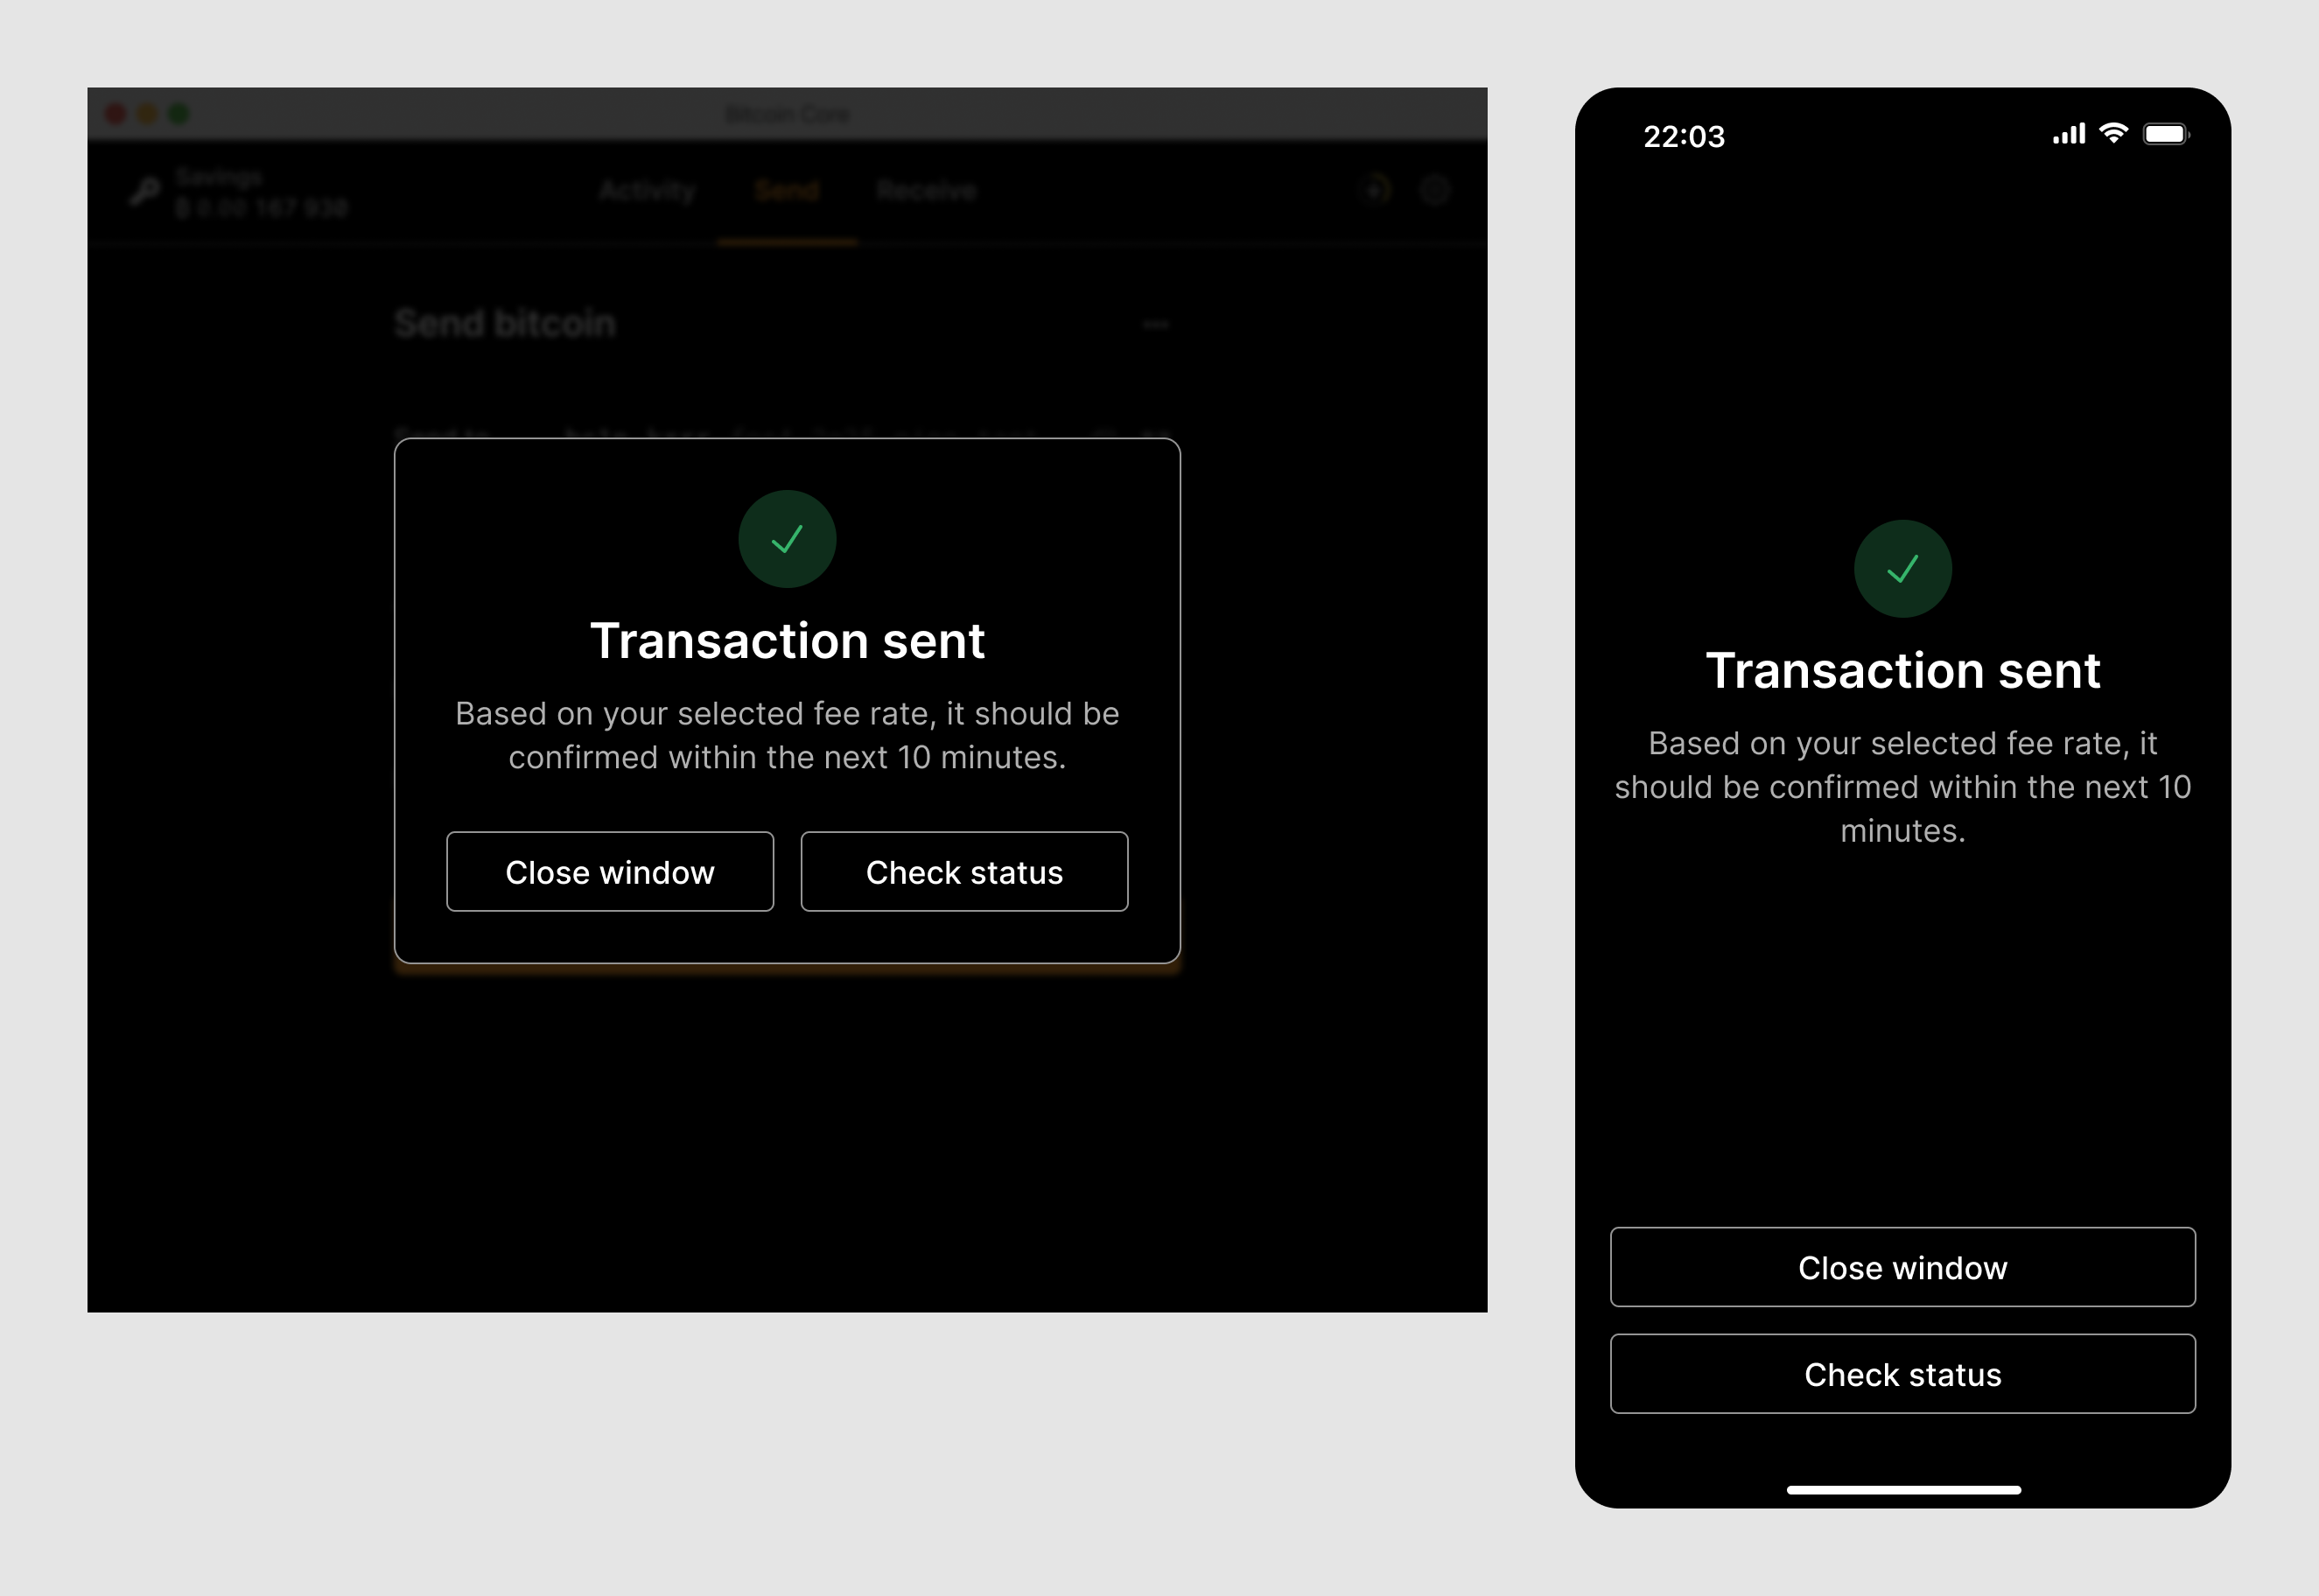 Bitcoin Core
Savings
₿ 0.00 167 930
Activity
Send
Receive
Send bitcoin
Send to
Transaction sent
Based on your selected fee rate, it should be
confirmed within the next 10 minutes.
Close window
Check status
22:03
Transaction sent
Based on your selected fee rate, it
should be confirmed within the next 10
minutes.
Close window
Check status